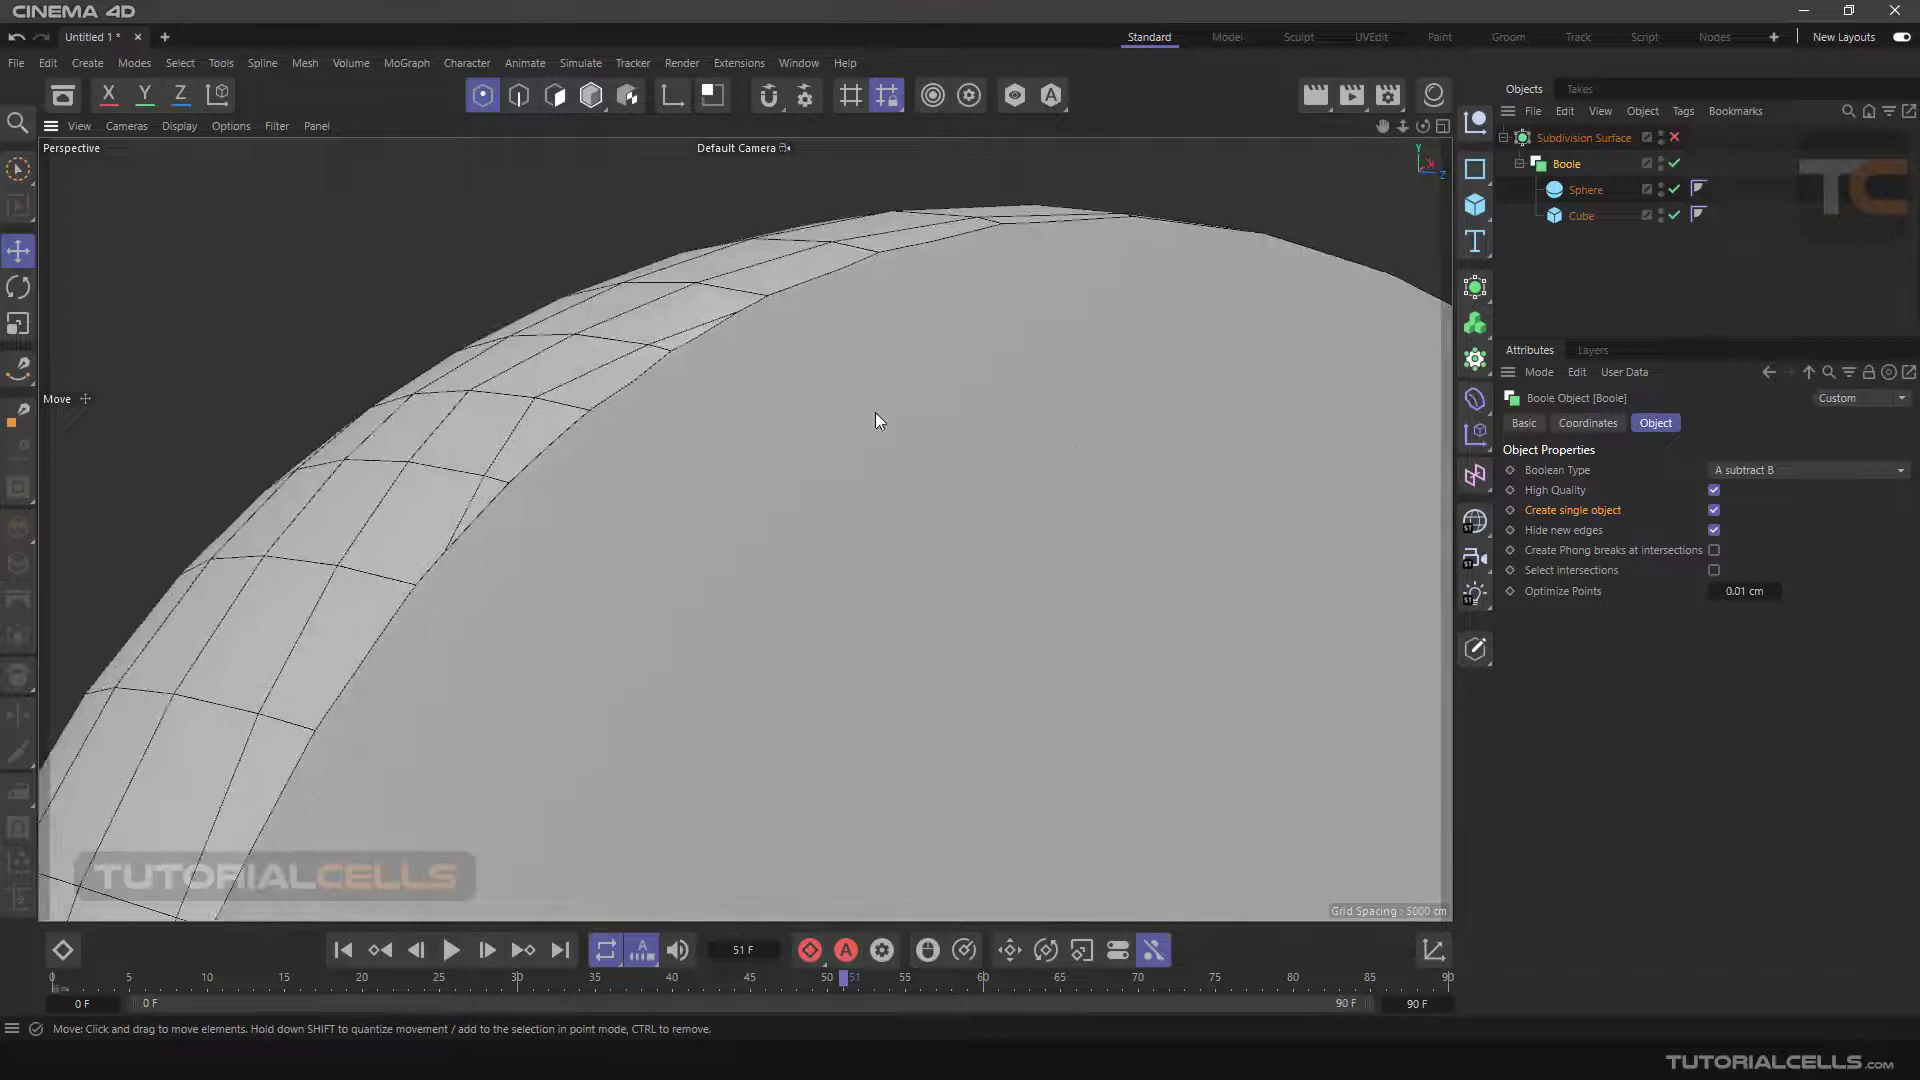 CINEMA 4D
Untitled 1 *
Standard Model Sculpt UVEdit Paint Groom Track Script Nodes New Layouts
File Edit Create Modes Select Tools Spline Mesh Volume MoGraph Character Animate Simulate Tracker Render Extensions Window Help
X Y Z
Objects Takes
File Edit View Object Tags Bookmarks
View Cameras Display Options Filter Panel
Perspective
Default Camera
Y
Z
Subdivision Surface
Boole
Sphere
Cube
TC
Attributes Layers
Mode Edit User Data
Boole Object [Boole]
Custom
Basic Coordinates Object
Object Properties
Boolean Type A subtract B
High Quality
Create single object
Hide new edges
Create Phong breaks at intersections
Select intersections
Optimize Points 0.01 cm
Move
TUTORIALCELLS
Grid Spacing : 5000 cm
51 F
0 5 10 15 20 25 30 35 40 45 50 51 55 60 65 70 75 80 85 90
0 F 0 F 90 F 90 F
Move: Click and drag to move elements. Hold down SHIFT to quantize movement / add to the selection in point mode, CTRL to remove.
TUTORIALCELLS.COM